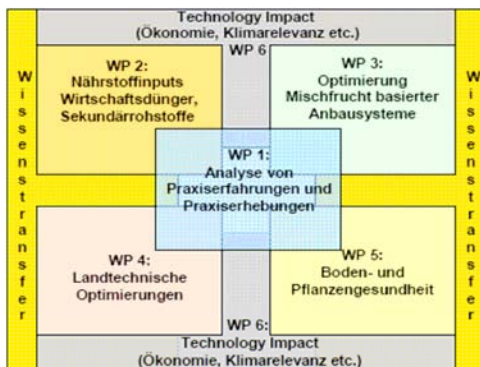 Technology Impact
(Ökonomie, Klimarelevanz etc.)
WP 6
Wissenstransfer
WP 2:
Nährstoffinputs
Wirtschaftsdünger,
Sekundärrohstoffe
WP 3:
Optimierung
Mischfrucht basierter
Anbausysteme
Wissenstransfer
WP 1:
Analyse von
Praxiserfahrungen und
Praxiserhebungen
WP 4:
Landtechnische
Optimierungen
WP 5:
Boden- und
Pflanzengesundheit
WP 6:
Technology Impact
(Ökonomie, Klimarelevanz etc.)